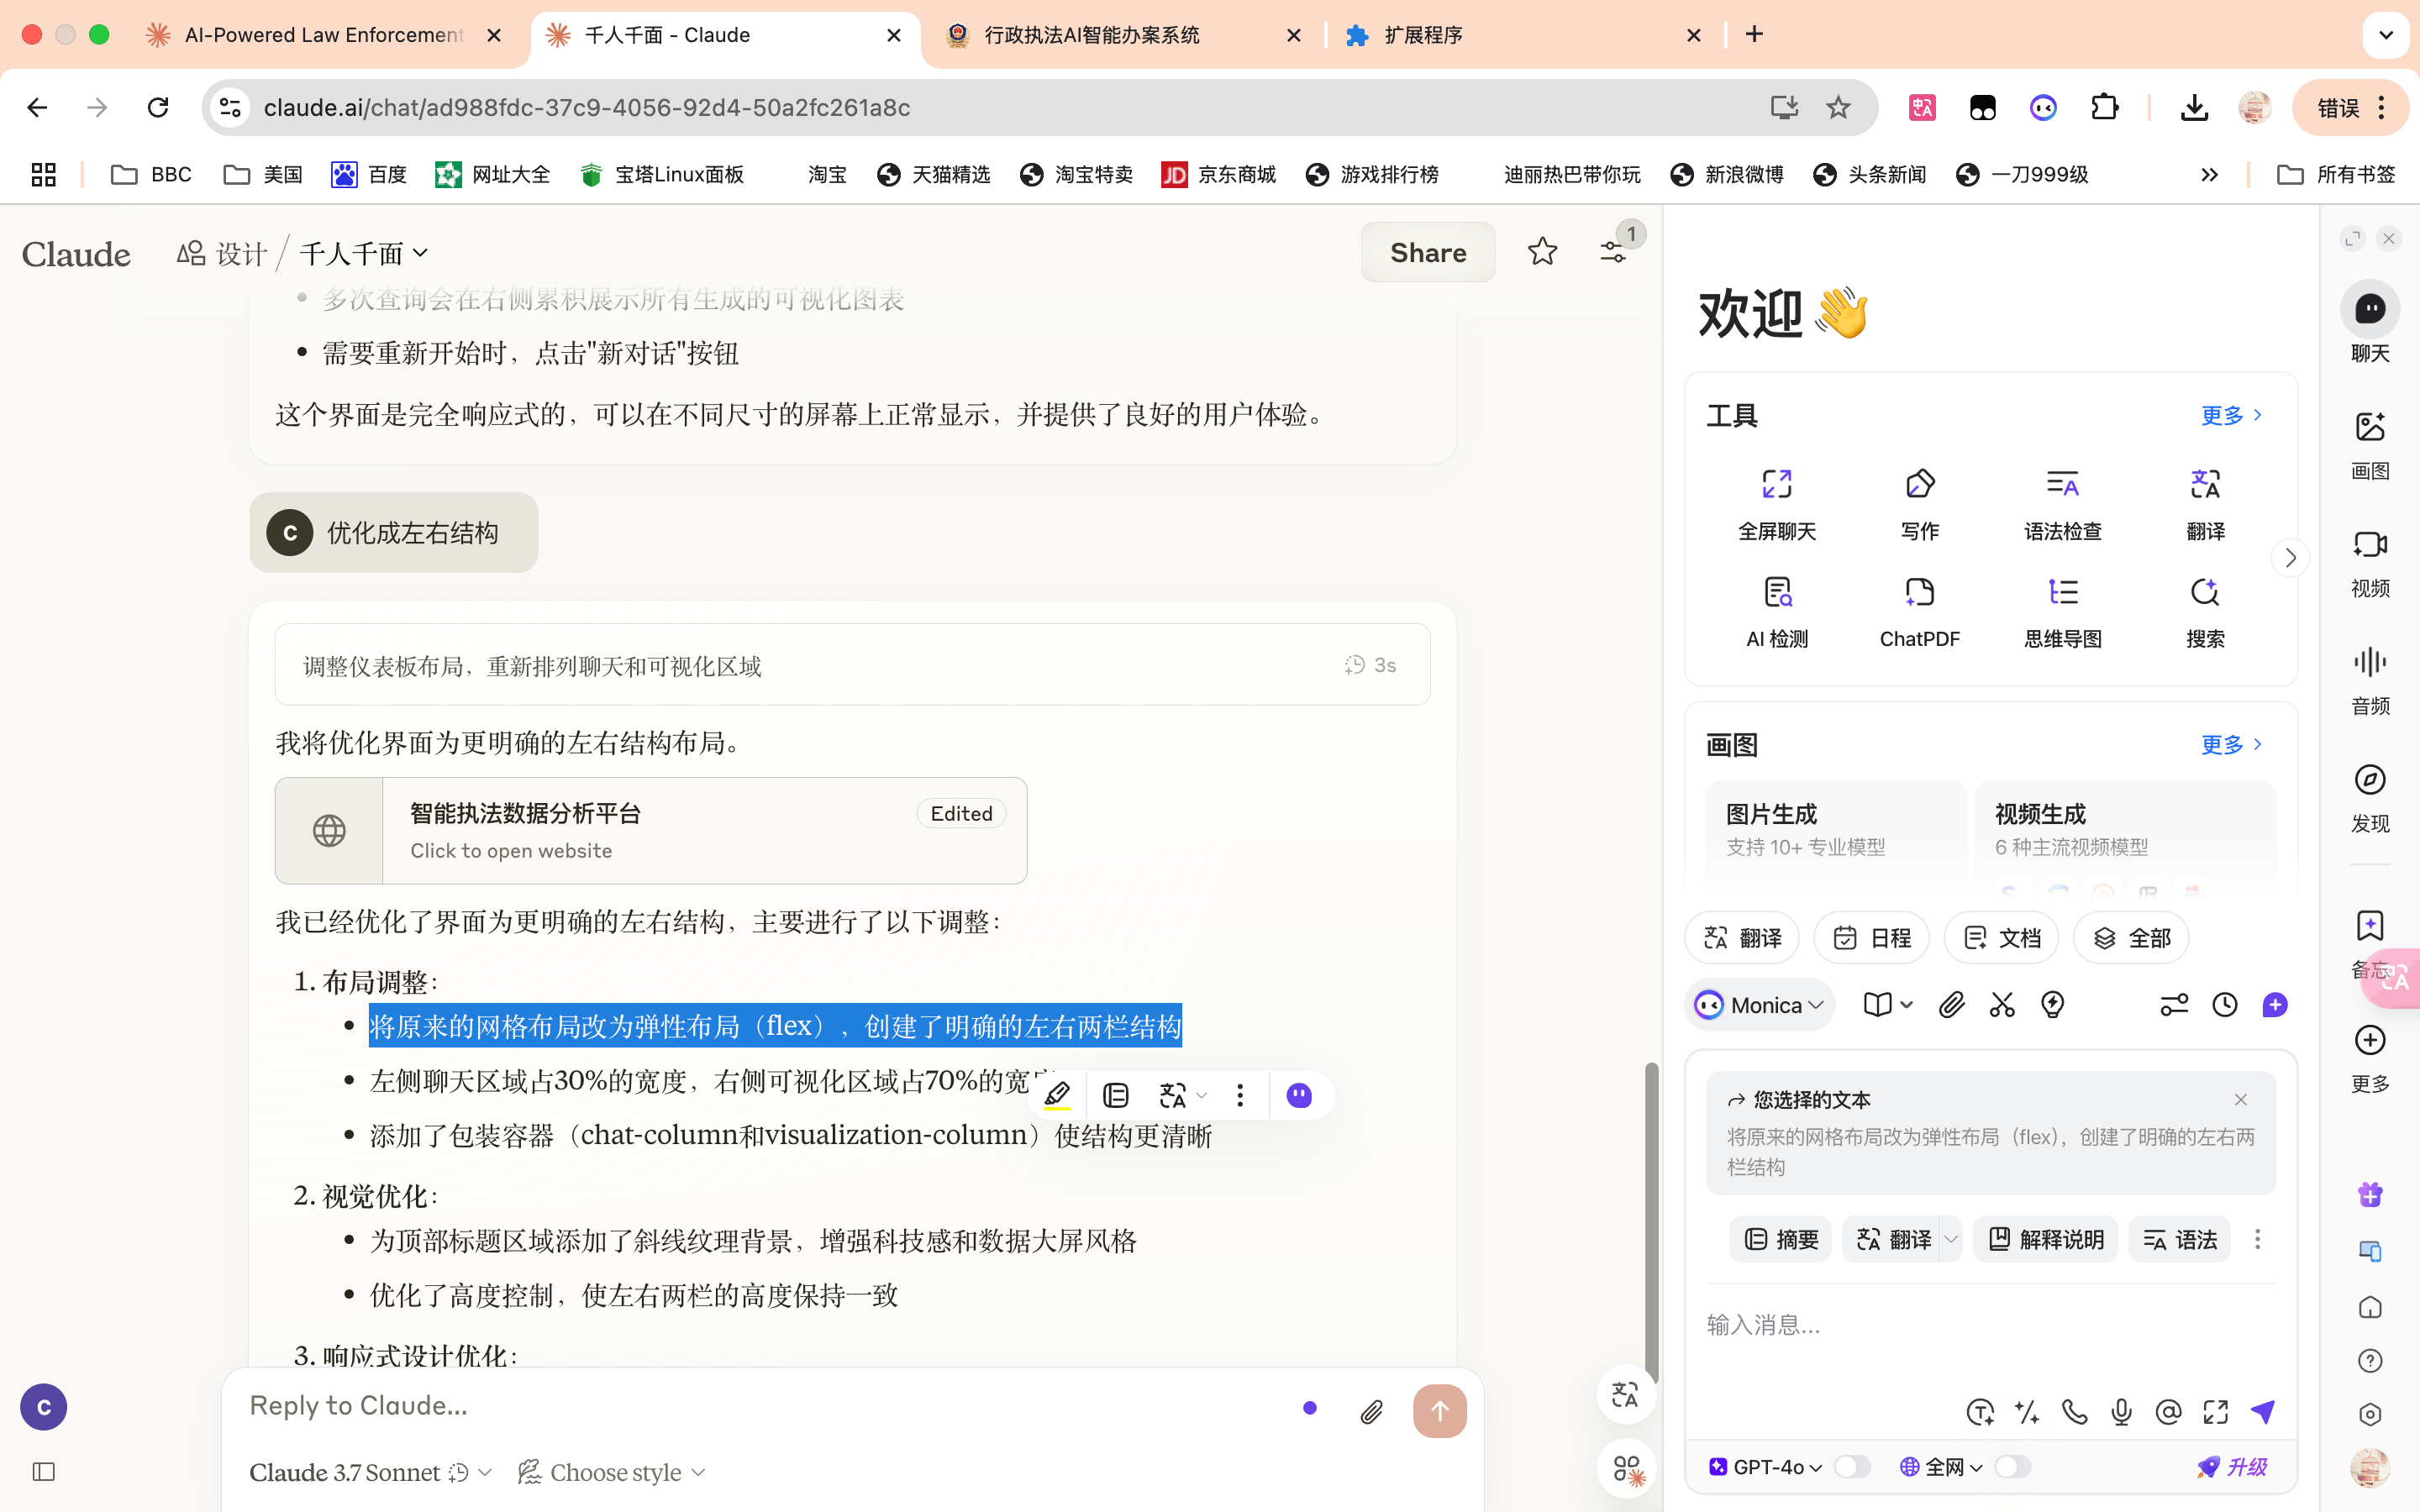 AI-Powered Law Enforcement
千人千面 - Claude
行政执法AI智能办案系统
扩展程序
claude.ai/chat/ad988fdc-37c9-4056-92d4-50a2fc261a8c
错误
BBC
美国
百度
网址大全
宝塔Linux面板
淘宝
天猫精选
淘宝特卖
JD 京东商城
游戏排行榜
迪丽热巴带你玩
新浪微博
头条新闻
一刀999级
所有书签
Claude
设计 / 千人千面
Share
1
多次查询会在右侧累积展示所有生成的可视化图表
需要重新开始时，点击"新对话"按钮
这个界面是完全响应式的，可以在不同尺寸的屏幕上正常显示，并提供了良好的用户体验。
C 优化成左右结构
调整仪表板布局，重新排列聊天和可视化区域
3s
我将优化界面为更明确的左右结构布局。
智能执法数据分析平台
Edited
Click to open website
我已经优化了界面为更明确的左右结构，主要进行了以下调整：
1. 布局调整：
将原来的网格布局改为弹性布局（flex），创建了明确的左右两栏结构
左侧聊天区域占30%的宽度，右侧可视化区域占70%的宽
添加了包装容器（chat-column和visualization-column）使结构更清晰
2. 视觉优化：
为顶部标题区域添加了斜线纹理背景，增强科技感和数据大屏风格
优化了高度控制，使左右两栏的高度保持一致
3. 响应式设计优化：
C
Reply to Claude...
Claude 3.7 Sonnet
Choose style
欢迎
工具
更多
全屏聊天
写作
语法检查
翻译
AI 检测
ChatPDF
思维导图
搜索
画图
更多
图片生成
支持 10+ 专业模型
视频生成
6 种主流视频模型
翻译
日程
文档
全部
Monica
您选择的文本
将原来的网格布局改为弹性布局（flex），创建了明确的左右两
栏结构
摘要
翻译
解释说明
语法
输入消息...
GPT-4o
全网
升级
聊天
画图
视频
音频
发现
更多